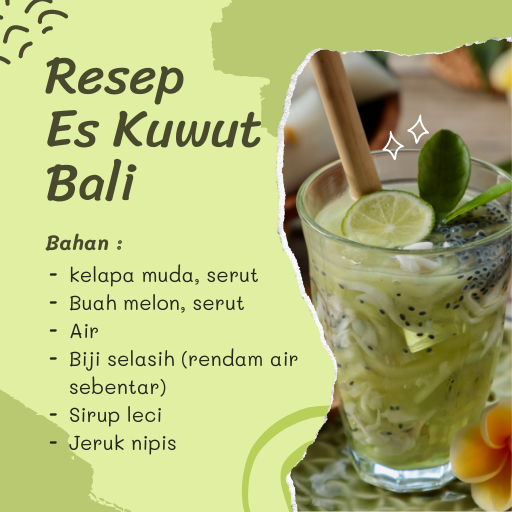 Resep
Es Kuwut
Bali
Bahan :
- kelapa muda, serut
- Buah melon, serut
- Air
- Biji selasih (rendam air
sebentar)
- Sirup leci
- Jeruk nipis